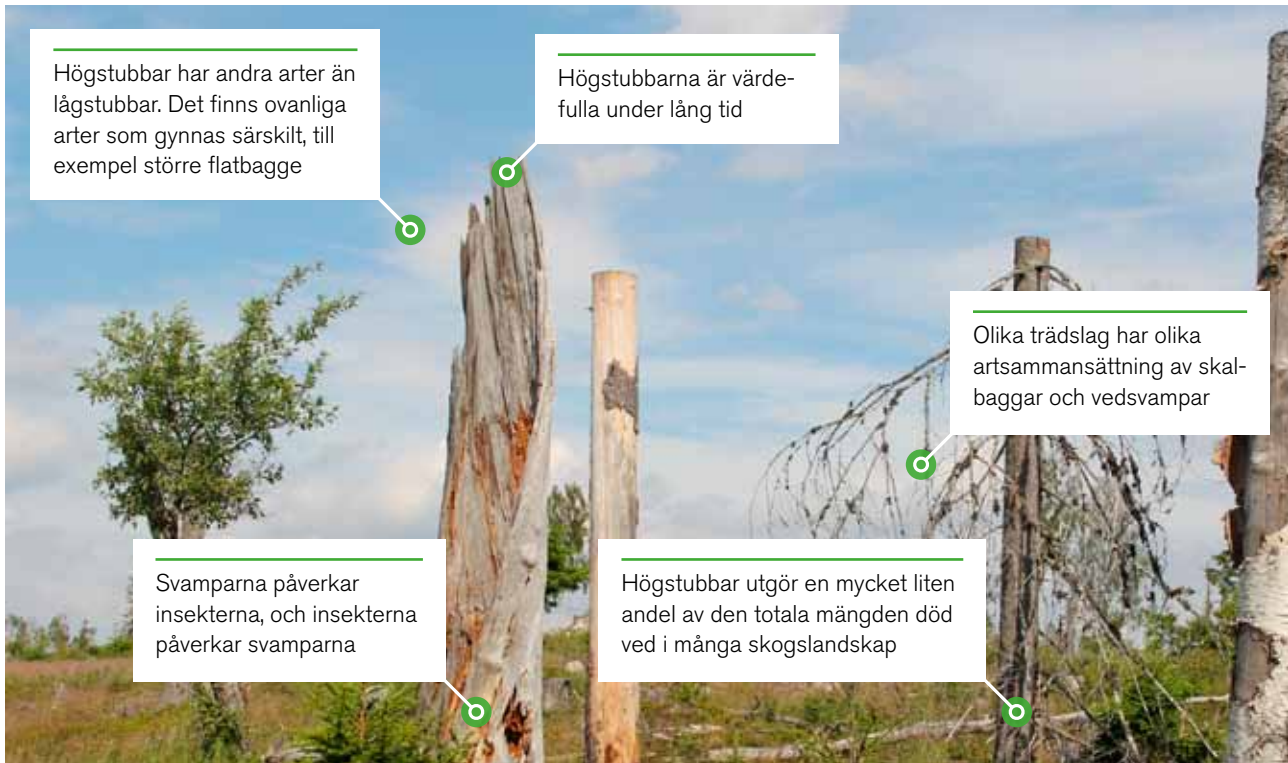 Högstubbar har andra arter än
lågstubbar. Det finns ovanliga
arter som gynnas särskilt, till
exempel större flatbagge
Högstubbarna är värde-
fulla under lång tid
Olika trädslag har olika
artsammansättning av skal-
baggar och vedsvampar
Svamparna påverkar
insekterna, och insekterna
påverkar svamparna
Högstubbar utgör en mycket liten
andel av den totala mängden död
ved i många skogslandskap